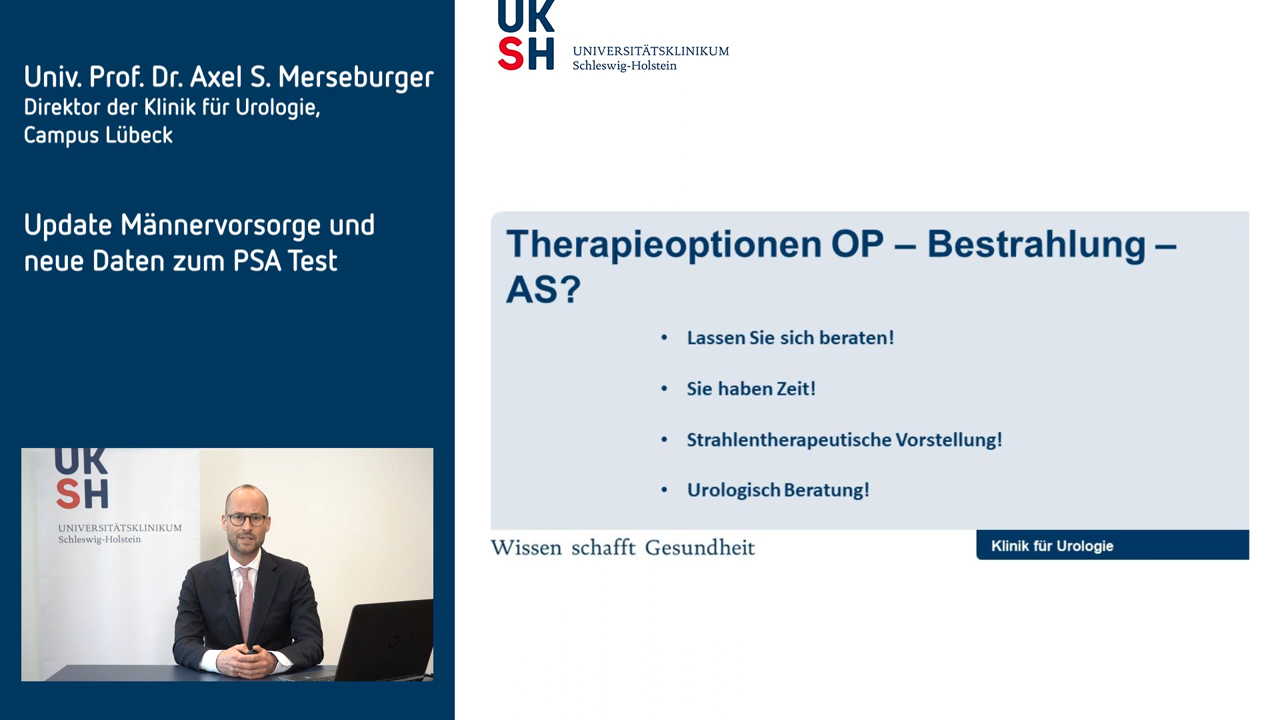 Univ. Prof. Dr. Axel S. Merseburger
Direktor der Klinik für Urologie,
Campus Lübeck
Update Männervorsorge und
neue Daten zum PSA Test
UK
SH
UNIVERSITÄTSKLINIKUM
Schleswig-Holstein
UK
SH
UNIVERSITÄTSKLINIKUM
Schleswig-Holstein
Therapieoptionen OP – Bestrahlung –
AS?
• Lassen Sie sich beraten!
• Sie haben Zeit!
• Strahlentherapeutische Vorstellung!
• Urologisch Beratung!
Wissen schafft Gesundheit
Klinik für Urologie